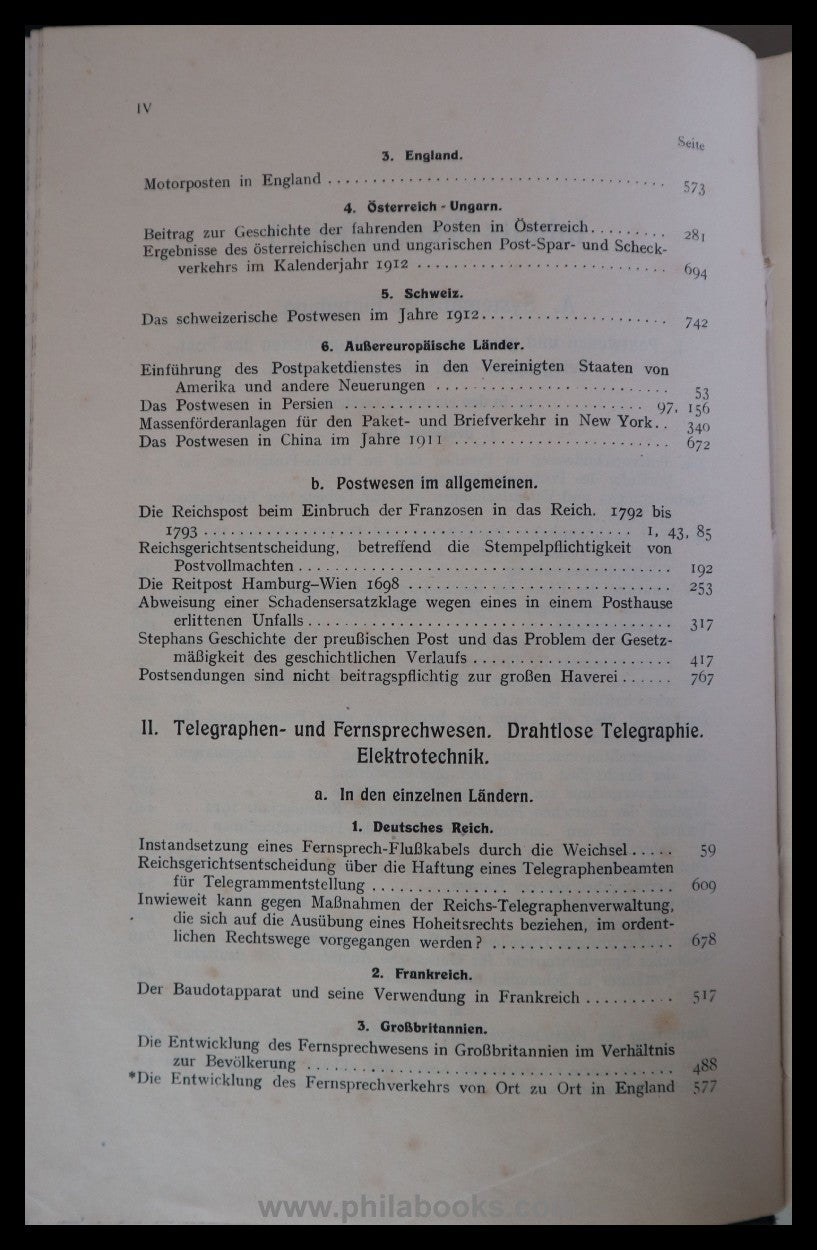 IV
Seite
3. England.
Motorposten in England ..................................... 573
4. Österreich - Ungarn.
Beitrag zur Geschichte der fahrenden Posten in Österreich......... 281
Ergebnisse des österreichischen und ungarischen Post-Spar- und Scheck-
verkehrs im Kalenderjahr 1912 ............................ 694
5. Schweiz.
Das schweizerische Postwesen im Jahre 1912..................... 742
6. Außereuropäische Länder.
Einführung des Postpaketdienstes in den Vereinigten Staaten von
Amerika und andere Neuerungen .......................... 53
Das Postwesen in Persien ................................. 97, 156
Massenförderanlagen für den Paket- und Briefverkehr in New York.. 340
Das Postwesen in China im Jahre 1911 ........................ 672
b. Postwesen im allgemeinen.
Die Reichspost beim Einbruch der Franzosen in das Reich. 1792 bis
1793 ............................................... 1, 43, 85
Reichsgerichtsentscheidung, betreffend die Stempelpflichtigkeit von
Postvollmachten......................................... 192
Die Reitpost Hamburg–Wien 1698 ............................. 253
Abweisung einer Schadensersatzklage wegen eines in einem Posthause
erlittenen Unfalls........................................ 317
Stephans Geschichte der preußischen Post und das Problem der Gesetz-
mäßigkeit des geschichtlichen Verlaufs ...................... 417
Postsendungen sind nicht beitragspflichtig zur großen Haverei...... 767
II. Telegraphen- und Fernsprechwesen. Drahtlose Telegraphie.
Elektrotechnik.
a. In den einzelnen Ländern.
1. Deutsches Reich.
Instandsetzung eines Fernsprech-Flußkabels durch die Weichsel..... 59
Reichsgerichtsentscheidung über die Haftung eines Telegraphenbeamten
für Telegrammentstellung ................................. 609
Inwieweit kann gegen Maßnahmen der Reichs-Telegraphenverwaltung,
die sich auf die Ausübung eines Hoheitsrechts beziehen, im ordent-
lichen Rechtswege vorgegangen werden? .................... 678
2. Frankreich.
Der Baudotapparat und seine Verwendung in Frankreich .......... 517
3. Großbritannien.
Die Entwicklung des Fernsprechwesens in Großbritannien im Verhältnis
zur Bevölkerung ........................................ 488
*Die Entwicklung des Fernsprechverkehrs von Ort zu Ort in England 577
www.philabooks.com